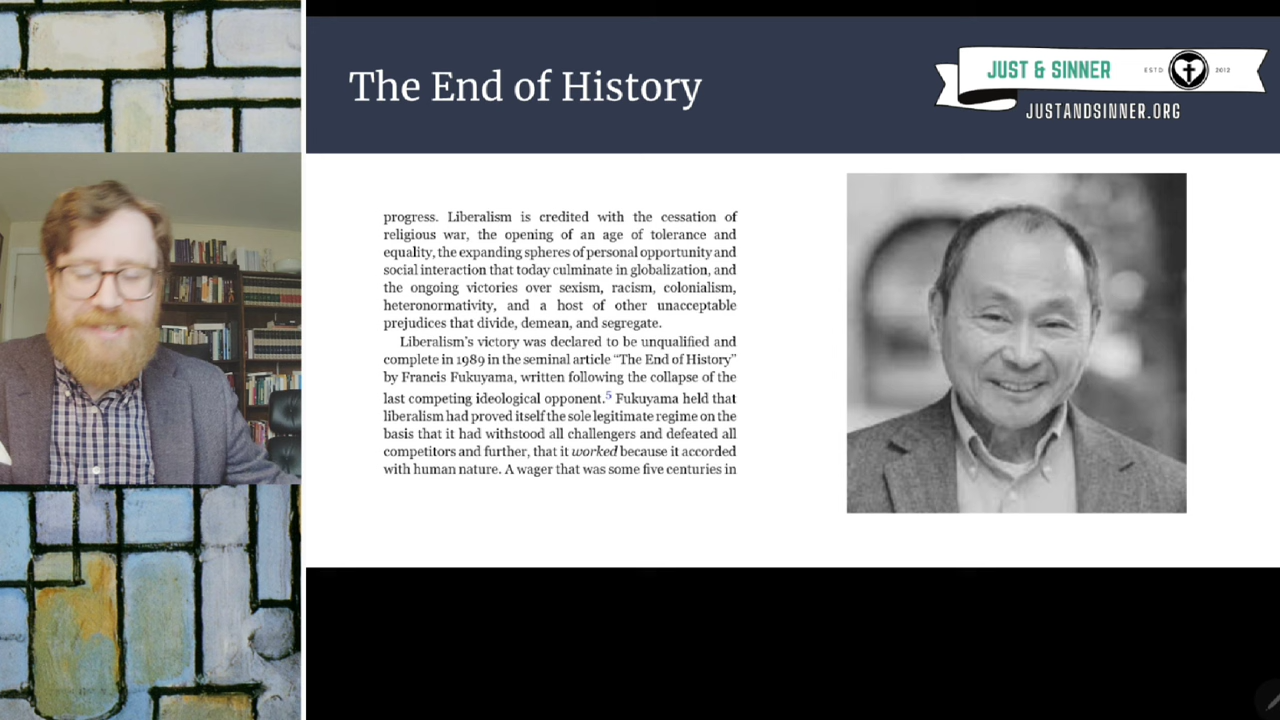 The End of History
JUST & SINNER
ESTD
2012
JUSTANDSINNER.ORG
progress. Liberalism is credited with the cessation of
religious war, the opening of an age of tolerance and
equality, the expanding spheres of personal opportunity and
social interaction that today culminate in globalization, and
the ongoing victories over sexism, racism, colonialism,
heteronormativity, and a host of other unacceptable
prejudices that divide, demean, and segregate.
Liberalism's victory was declared to be unqualified and
complete in 1989 in the seminal article “The End of History”
by Francis Fukuyama, written following the collapse of the
last competing ideological opponent.5 Fukuyama held that
liberalism had proved itself the sole legitimate regime on the
basis that it had withstood all challengers and defeated all
competitors and further, that it worked because it accorded
with human nature. A wager that was some five centuries in